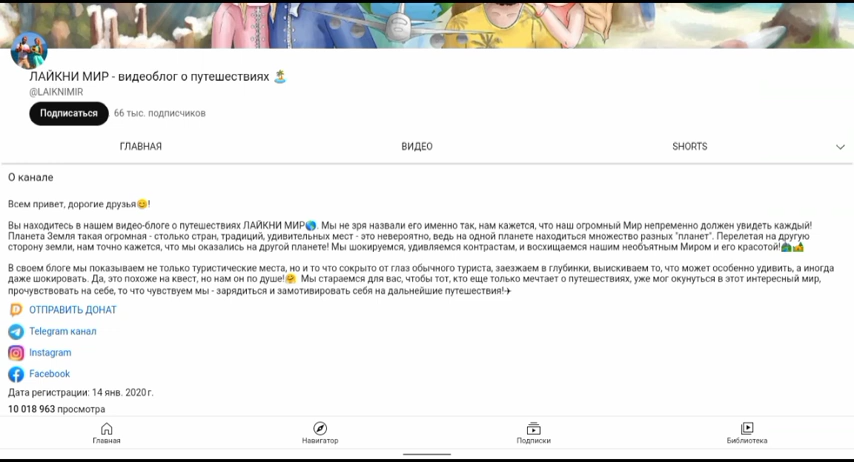 ЛАЙКНИ МИР - видеоблог о путешествиях 🏝️
@LAIKNIMIR
Подписаться 66 тыс. подписчиков
ГЛАВНАЯ ВИДЕО SHORTS
О канале
Всем привет, дорогие друзья😊!
Вы находитесь в нашем видео-блоге о путешествиях ЛАЙКНИ МИР🌎. Мы не зря назвали его именно так, нам кажется, что наш огромный Мир непременно должен увидеть каждый!
Планета Земля такая огромная - столько стран, традиций, удивительных мест - это невероятно, ведь на одной планете находиться множество разных "планет". Перелетая на другую
сторону земли, нам точно кажется, что мы оказались на другой планете! Мы шокируемся, удивляемся контрастам, и восхищаемся нашим необъятным Миром и его красотой!
В своем блоге мы показываем не только туристические места, но и то что сокрыто от глаз обычного туриста, заезжаем в глубинки, выискиваем то, что может особенно удивить, а иногда
даже шокировать. Да, это похоже на квест, но нам он по душе!🤗 Мы стараемся для вас, чтобы тот, кто еще только мечтает о путешествиях, уже мог окунуться в этот интересный мир,
прочувствовать на себе, то что чувствуем мы - зарядиться и замотивировать себя на дальнейшие путешествия!✈
ОТПРАВИТЬ ДОНАТ
Telegram канал
Instagram
Facebook
Дата регистрации: 14 янв. 2020 г.
10 018 963 просмотра
Главная Навигатор Подписки Библиотека